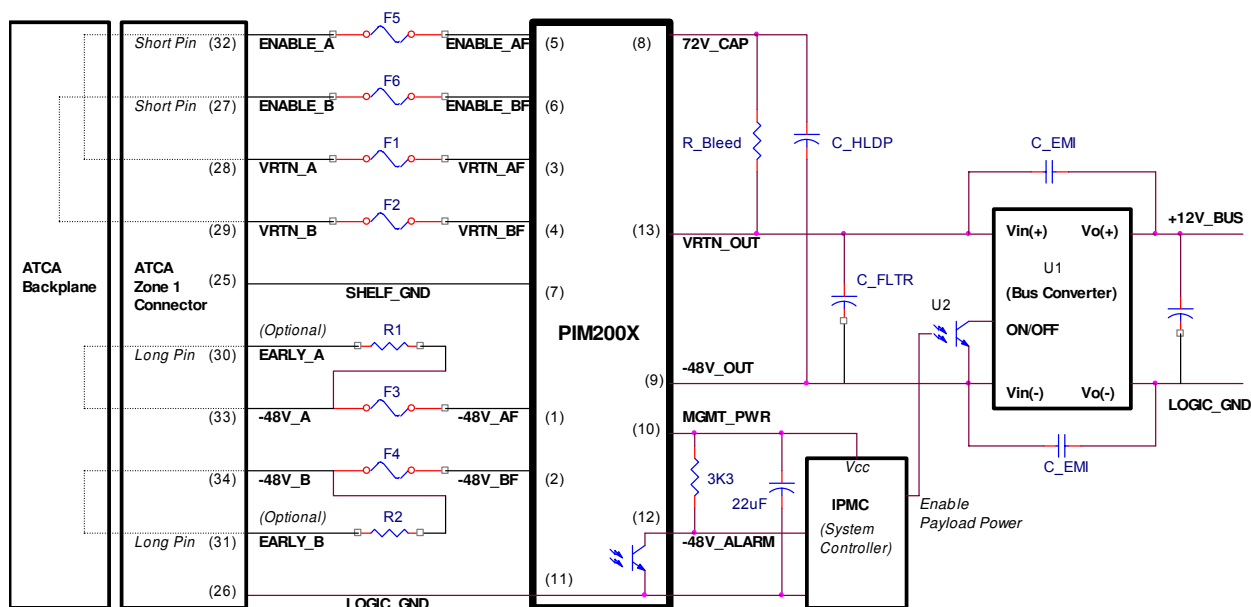 F5
Short Pin (32) ENABLE_A ENABLE_AF (5) (8) 72V_CAP
F6
Short Pin (27) ENABLE_B ENABLE_BF (6)
R_Bleed C_HLDP C_EMI
F1
(28) VRTN_A VRTN_AF (3)
F2
(29) VRTN_B VRTN_BF (4) (13) VRTN_OUT
Vin(+) Vo(+) +12V_BUS
ATCA
Backplane
ATCA
Zone 1
Connector
(25) SHELF_GND (7)
C_FLTR
U1
(Bus Converter)
U2
ON/OFF
PIM200X
(Optional) R1
Long Pin (30) EARLY_A
(9) -48V_OUT
Vin(-) Vo(-)
LOGIC_GND
F3
(33) -48V_A -48V_AF (1)
(10) MGMT_PWR
C_EMI
F4
(34) -48V_B -48V_BF (2)
3K3
22uF
Vcc
IPMC
(System
Controller)
Enable
Payload Power
(Optional) R2
Long Pin (31) EARLY_B
(12) -48V_ALARM
(26) LOGIC_GND (11)